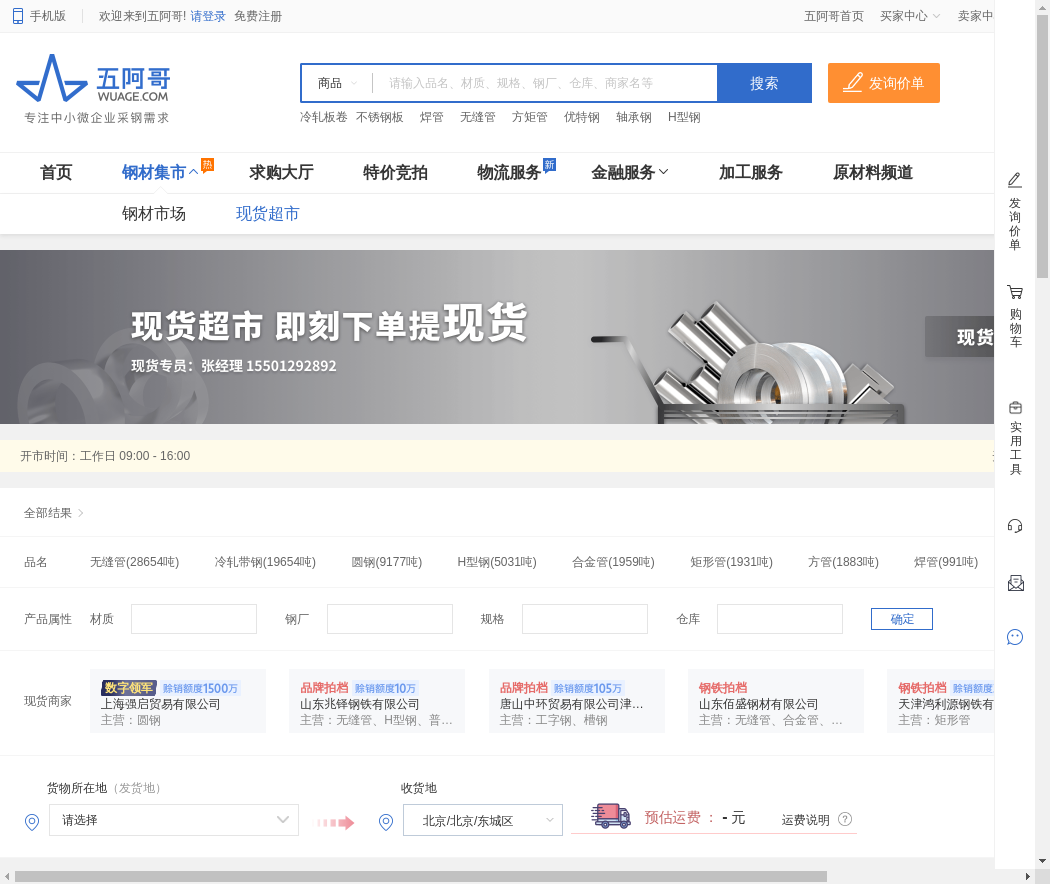 手机版 欢迎来到五阿哥! 请登录 免费注册 五阿哥首页 买家中心 卖家中
五阿哥
WUAGE.COM
专注中小微企业采钢需求
商品 请输入品名、材质、规格、钢厂、仓库、商家名等 搜索 发询价单
冷轧板卷 不锈钢板 焊管 无缝管 方矩管 优特钢 轴承钢 H型钢
首页 钢材集市 热 求购大厅 特价竞拍 物流服务 新 金融服务 加工服务 原材料频道
钢材市场 现货超市
现货超市 即刻下单提现货
现货专员：张经理 15501292892
现货
开市时间：工作日 09:00 - 16:00
全部结果
品名 无缝管(28654吨) 冷轧带钢(19654吨) 圆钢(9177吨) H型钢(5031吨) 合金管(1959吨) 矩形管(1931吨) 方管(1883吨) 焊管(991吨)
产品属性 材质 钢厂 规格 仓库 确定
现货商家
数字领军 赊销额度1500万
上海强启贸易有限公司
主营：圆钢
品牌拍档 赊销额度10万
山东兆铎钢铁有限公司
主营：无缝管、H型钢、普…
品牌拍档 赊销额度105万
唐山中环贸易有限公司津…
主营：工字钢、槽钢
钢铁拍档
山东佰盛钢材有限公司
主营：无缝管、合金管、…
钢铁拍档 赊销额度
天津鸿利源钢铁有
主营：矩形管
货物所在地（发货地）
请选择
收货地
北京/北京/东城区
预估运费 ： - 元 运费说明 ?
发询价单
购物车
实用工具